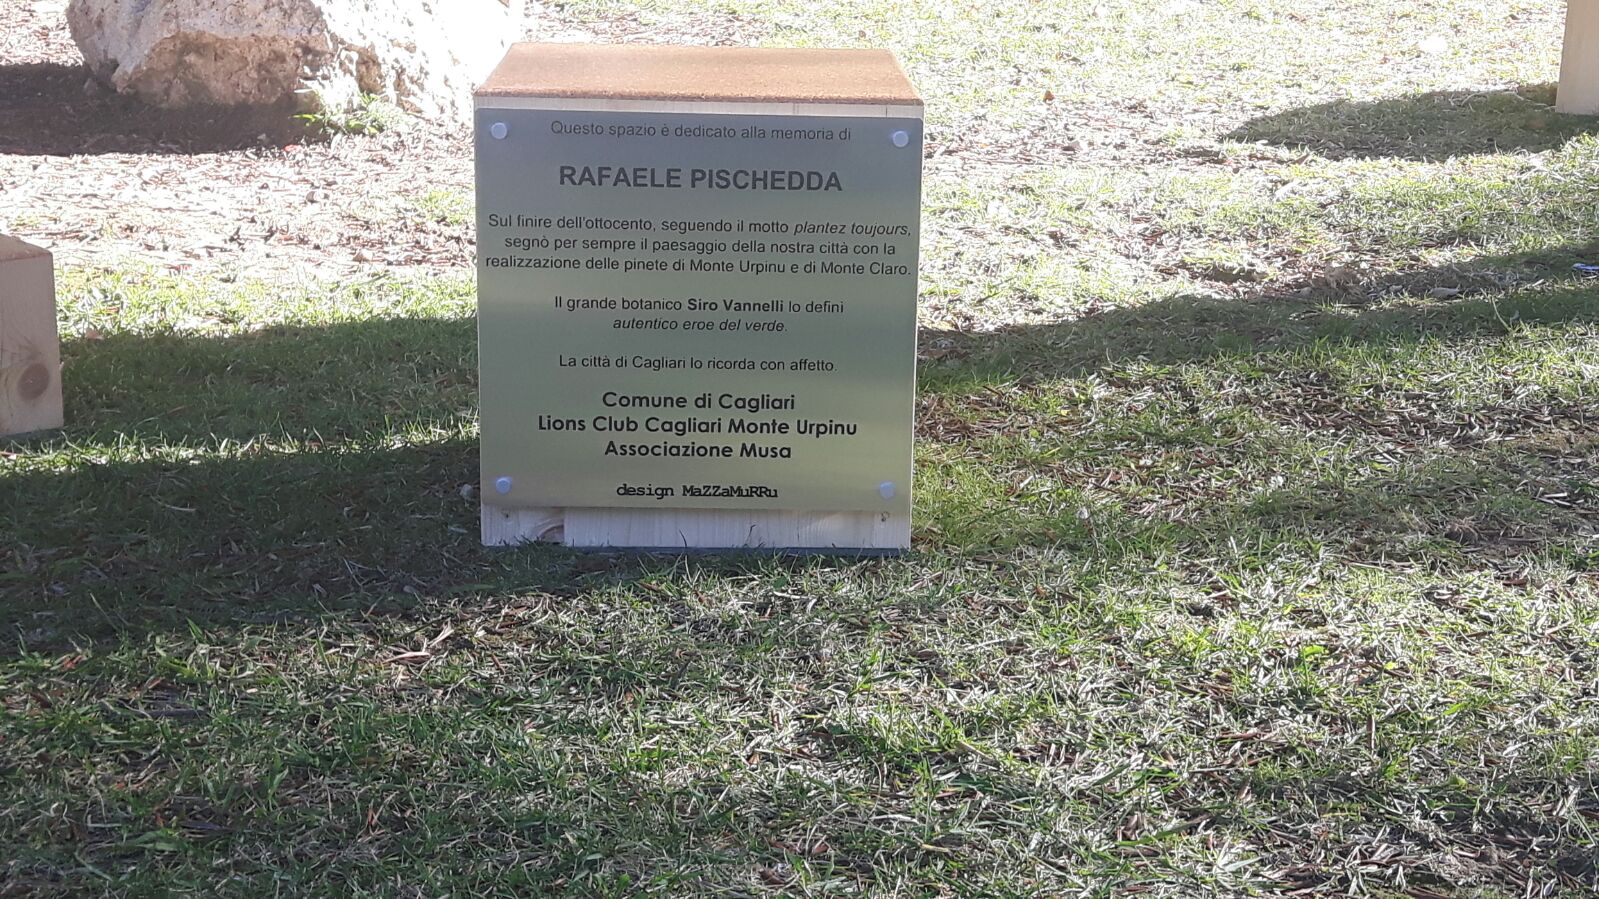 Questo spazio è dedicato alla memoria di
RAFAELE PISCHEDDA
Sul finire dell'ottocento, seguendo il motto plantez toujours,
segnò per sempre il paesaggio della nostra città con la
realizzazione delle pinete di Monte Urpinu e di Monte Claro.
Il grande botanico Siro Vannelli lo definì
autentico eroe del verde.
La città di Cagliari lo ricorda con affetto.
Comune di Cagliari
Lions Club Cagliari Monte Urpinu
Associazione Musa
design MaZZaMuRRu